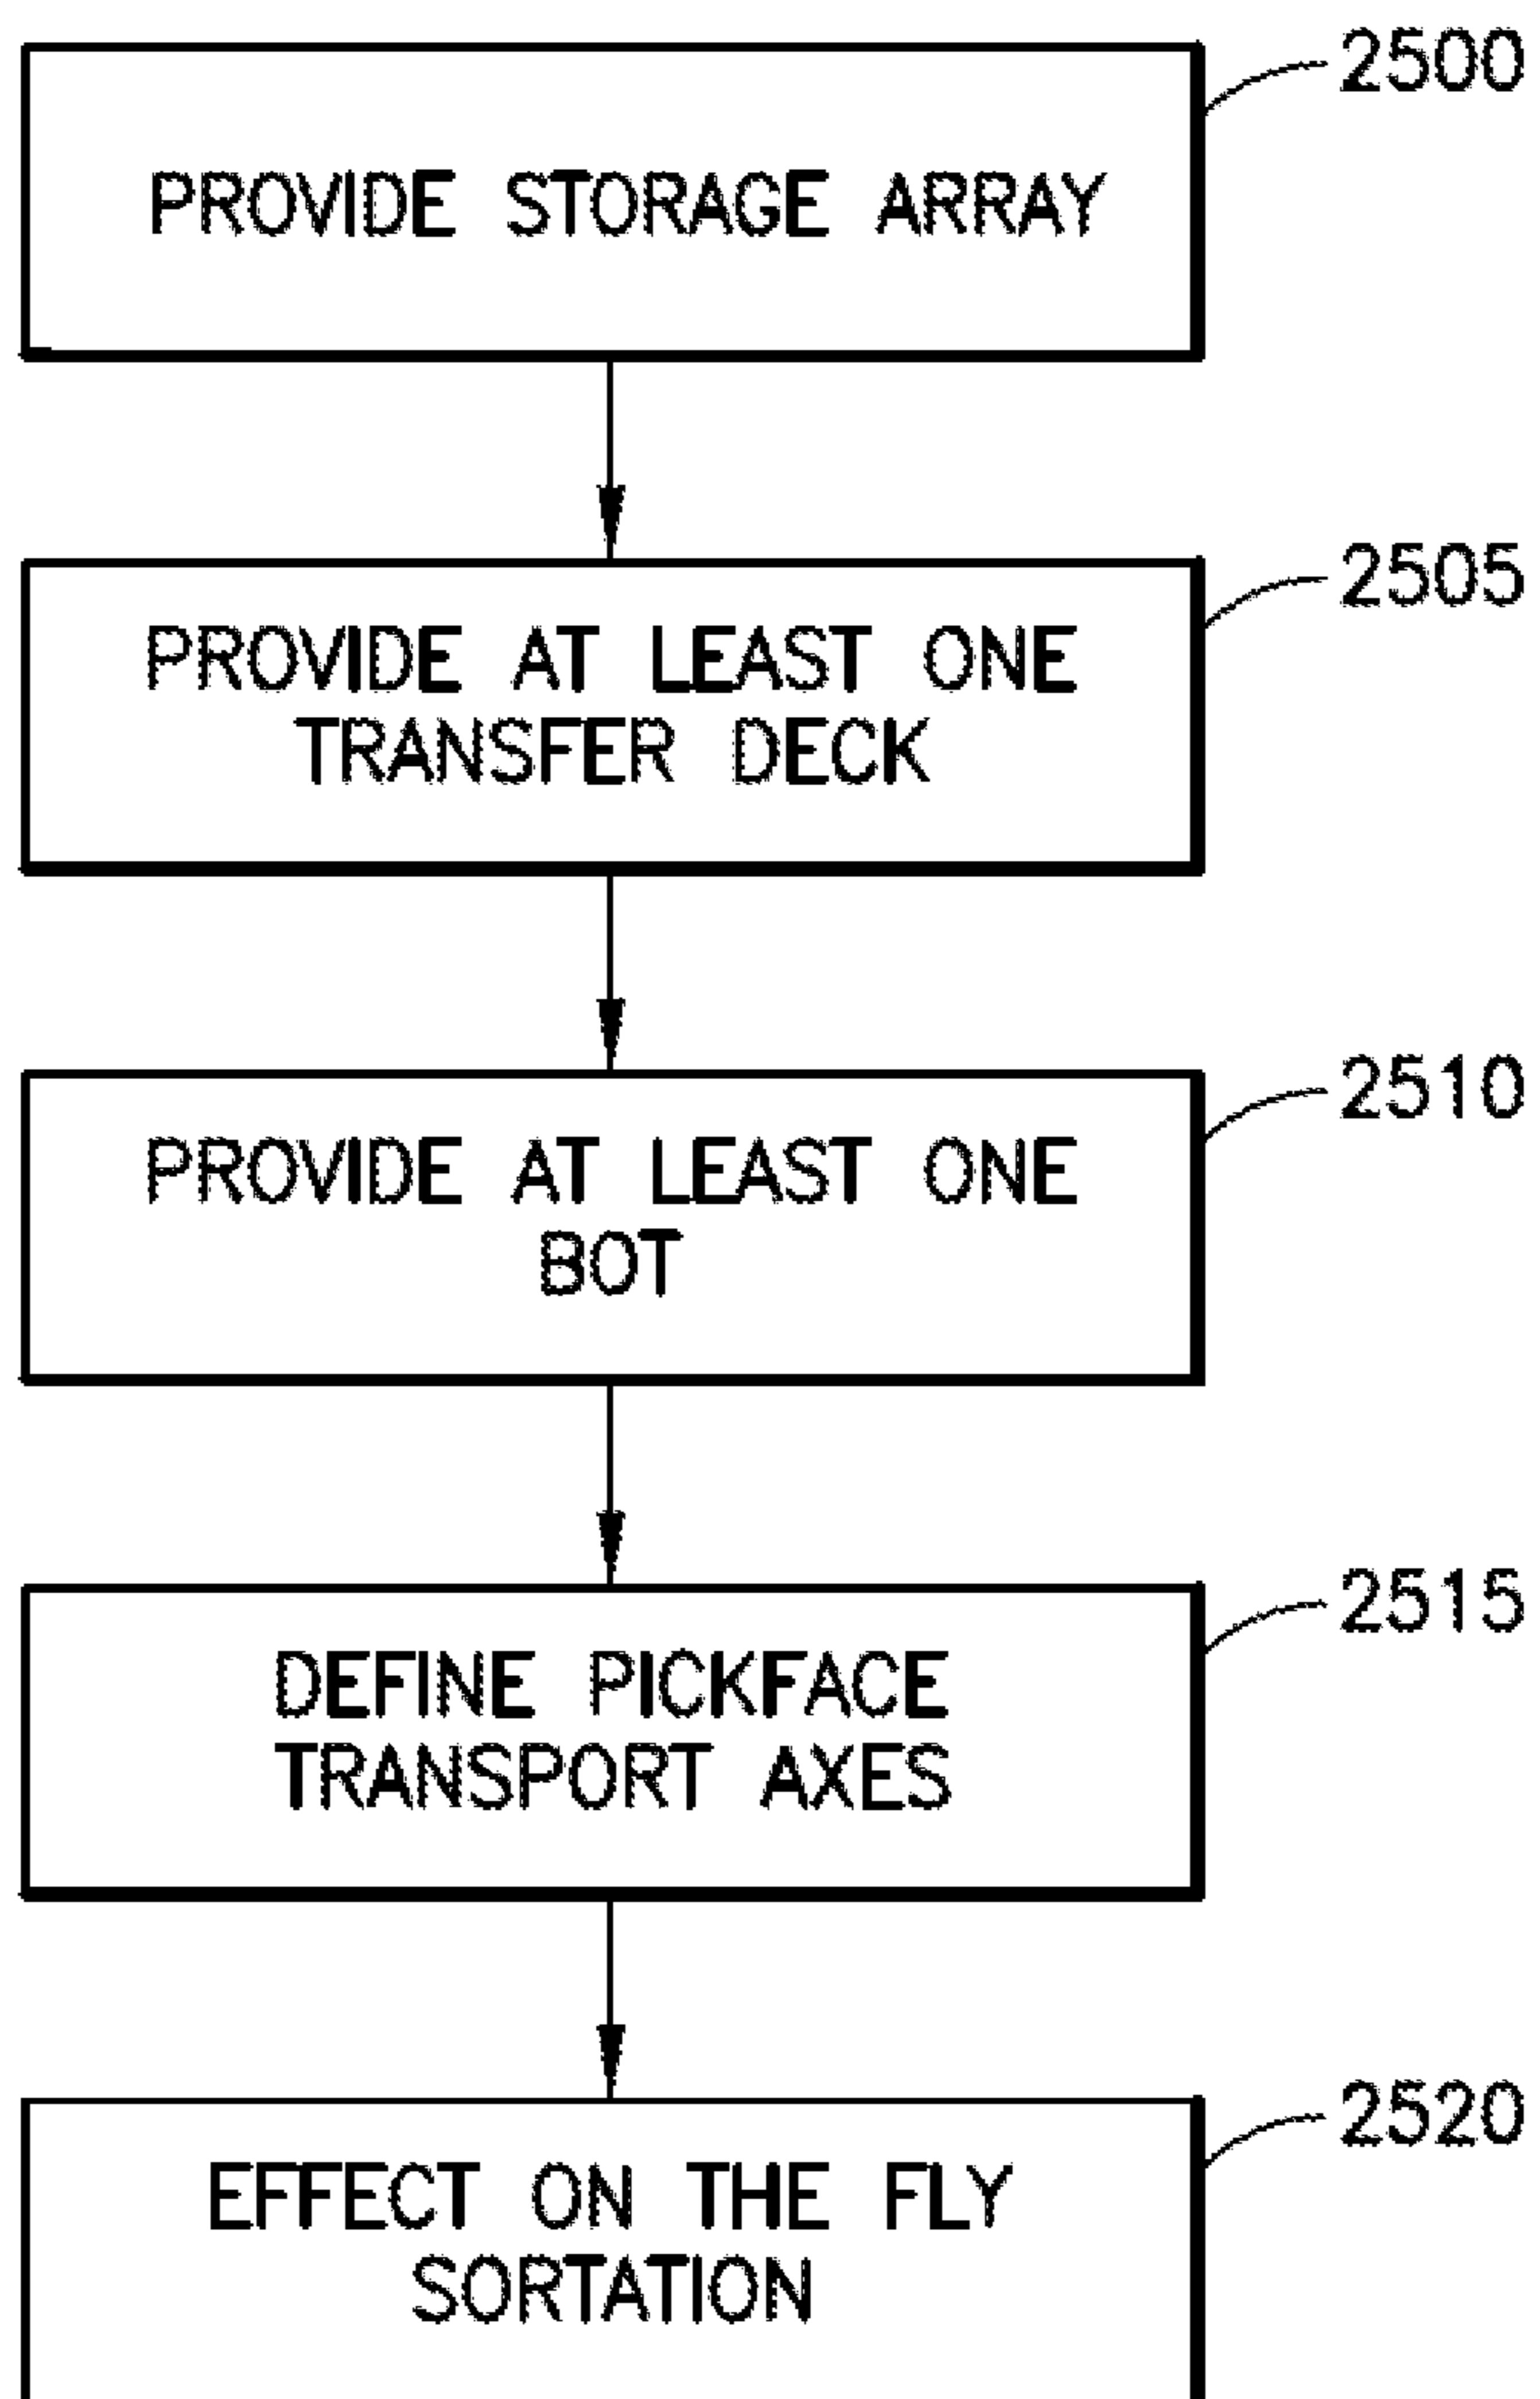 2500
PROVIDE STORAGE ARRAY
2505
PROVIDE AT LEAST ONE
TRANSFER DECK
2510
PROVIDE AT LEAST ONE
BOT
2515
DEFINE PICKFACE
TRANSPORT AXES
2520
EFFECT ON THE FLY
SORTATION